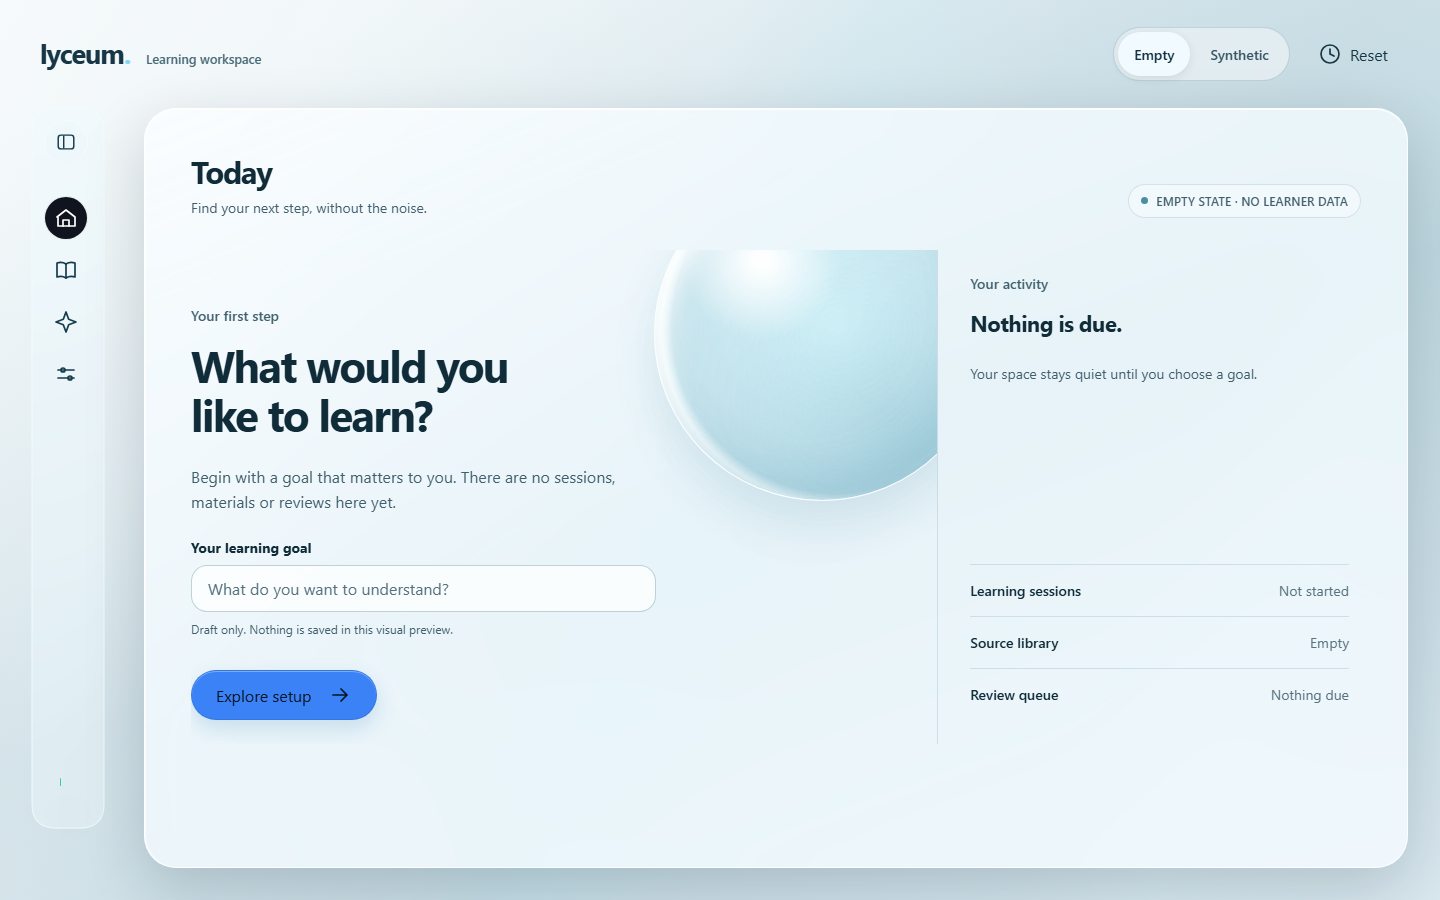 lyceum.
Learning workspace
Empty
Synthetic
Reset
Today
Find your next step, without the noise.
EMPTY STATE · NO LEARNER DATA
Your first step
What would you
like to learn?
Begin with a goal that matters to you. There are no sessions,
materials or reviews here yet.
Your learning goal
What do you want to understand?
Draft only. Nothing is saved in this visual preview.
Explore setup
Your activity
Nothing is due.
Your space stays quiet until you choose a goal.
Learning sessions Not started
Source library Empty
Review queue Nothing due